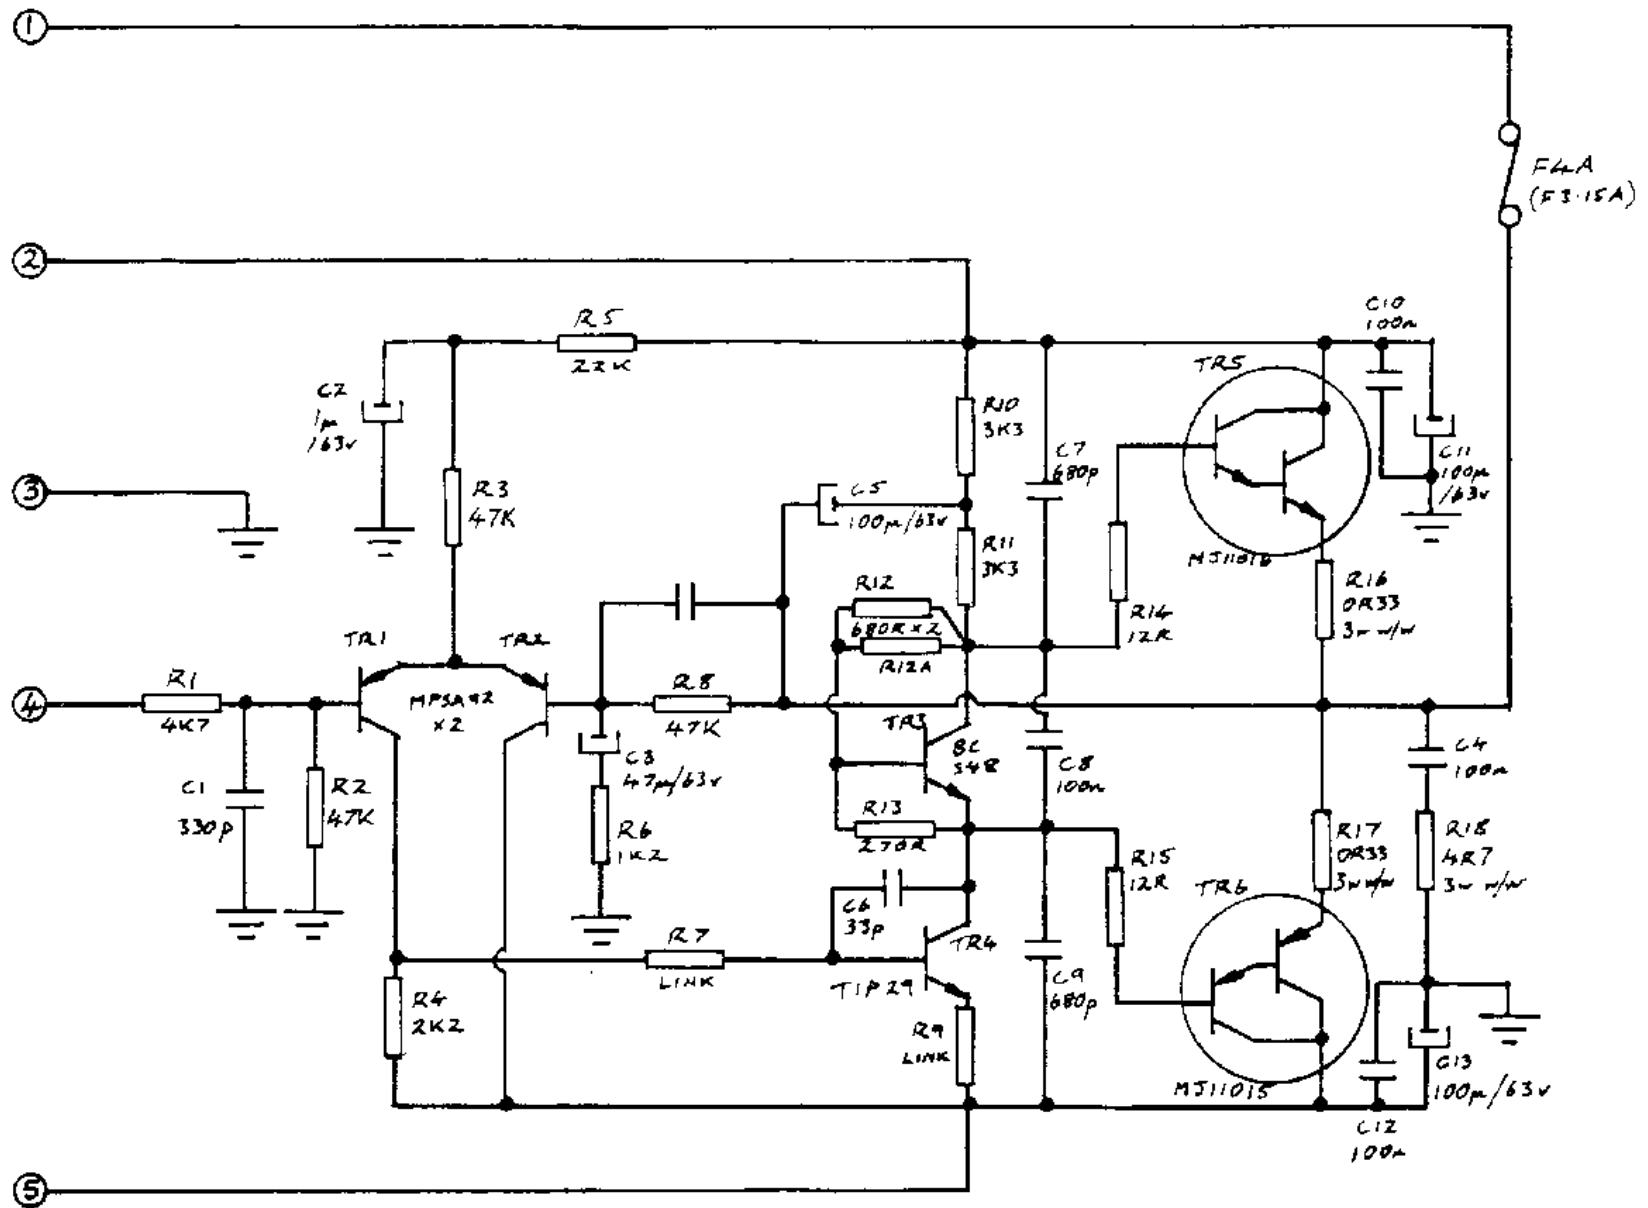 1
F4A
(F3·15A)
2
R5
22K
C10
100n
TR5
C2
1µ
/63v
R10
3K3
C7
680p
C11
100µ
/63v
3
R3
47K
C5
100µ/63v
R11
3K3
MJ11016
R12
680R x2
R12A
R14
12R
R16
0R33
3w w/w
TR1
TR2
4
R1
4K7
MPSA92
x2
R8
47K
TR3
BC
548
C3
47µ/63v
C8
100n
C4
100n
C1
330p
R2
47K
R6
1K2
R13
270R
R15
12R
R17
0R33
3w w/w
R18
4R7
3w w/w
TR6
C6
33p
R7
LINK
TR4
TIP29
C9
680p
R4
2K2
R9
LINK
MJ11015
C13
100µ/63v
C12
100n
5